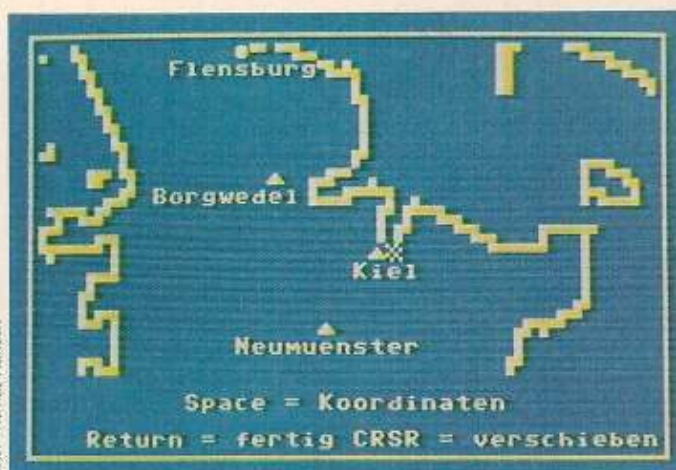 Flensburg
Borgwedel
Kiel
Neumuenster
Space = Koordinaten
Return = fertig CRSR = verschieben